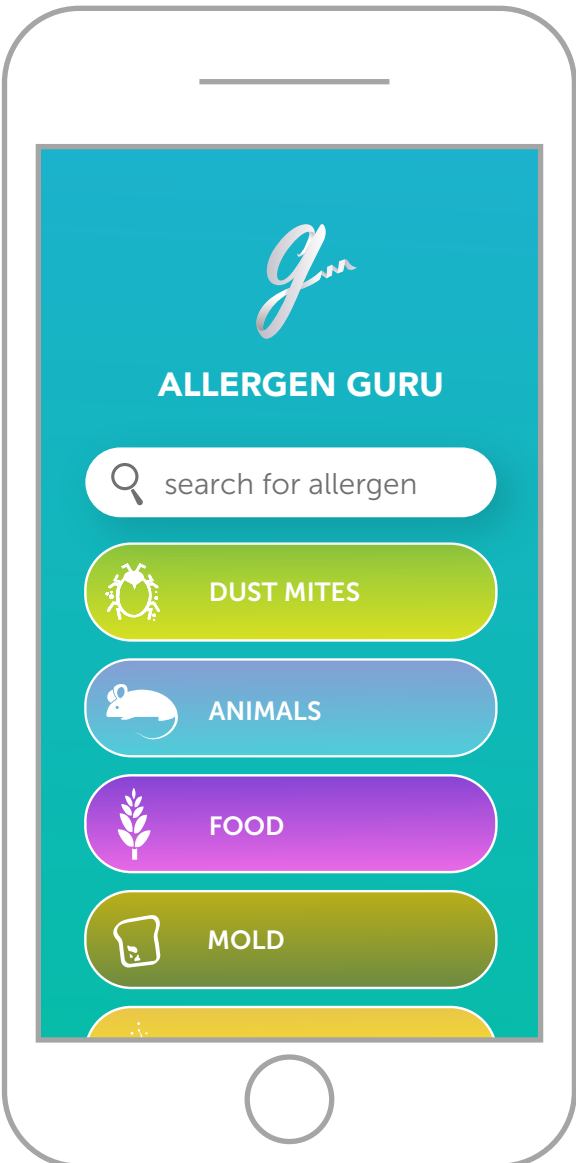 g
ALLERGEN GURU
search for allergen
DUST MITES
ANIMALS
FOOD
MOLD